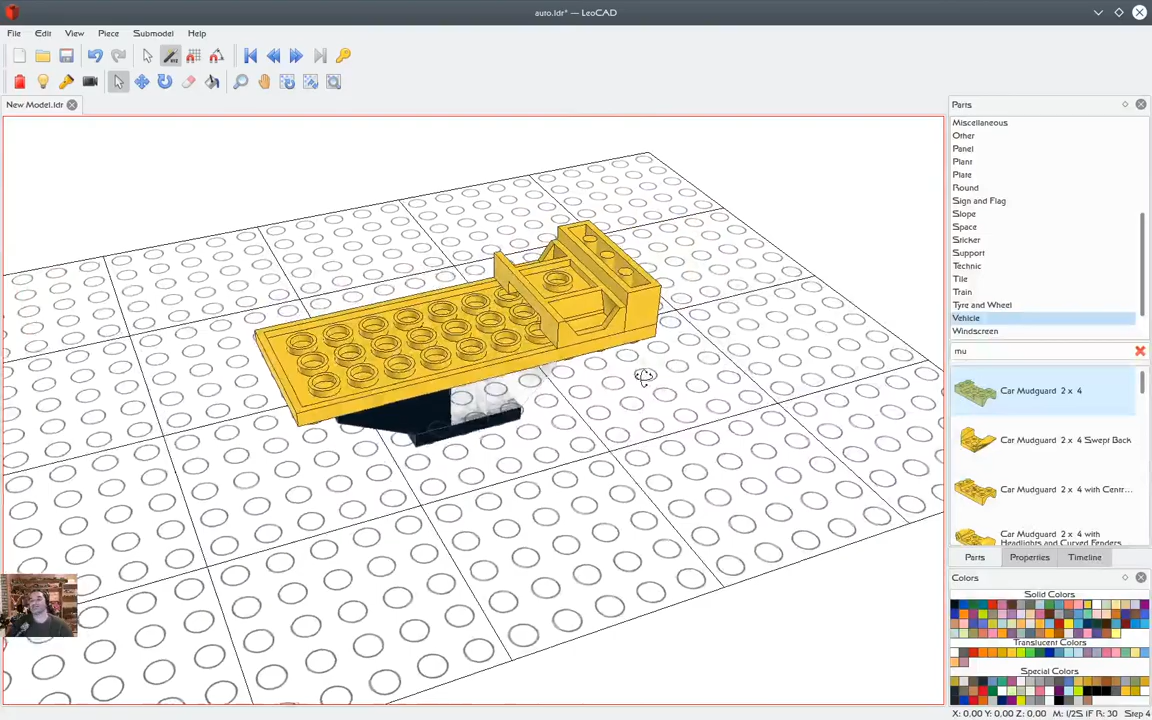 auto.ldr* — LeoCAD
File Edit View Piece Submodel Help
New Model.ldr
Parts
Miscellaneous
Other
Panel
Plant
Plate
Round
Sign and Flag
Slope
Space
Sticker
Support
Technic
Tile
Train
Tyre and Wheel
Vehicle
Windscreen
mu
Car Mudguard 2 x 4
Car Mudguard 2 x 4 Swept Back
Car Mudguard 2 x 4 with Centr...
Car Mudguard 2 x 4 with
Headlights and Curved Fenders
Parts Properties Timeline
Colors
Solid Colors
Translucent Colors
Special Colors
X: 0.00 Y: 0.00 Z: 0.00 M: 1/2S 1F R: 30 Step 4